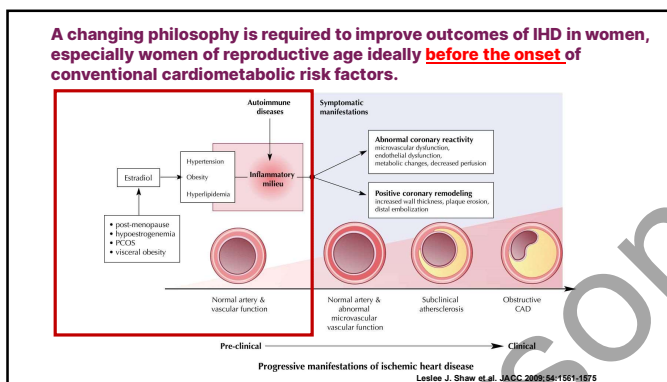 A changing philosophy is required to improve outcomes of IHD in women,
especially women of reproductive age ideally before the onset of
conventional cardiometabolic risk factors.
Autoimmune
diseases
Symptomatic
manifestations
Abnormal coronary reactivity
microvascular dysfunction,
endothelial dysfunction,
metabolic changes, decreased perfusion
Hypertension
Estradiol
Obesity
Inflammatory
milieu
Hyperlipidemia
Positive coronary remodeling
increased wall thickness, plaque erosion,
distal embolization
• post-menopause
• hypoestrogenemia
• PCOS
• visceral obesity
Normal artery &
vascular function
Normal artery &
abnormal
microvascular
vascular function
Subclinical
athersclerosis
Obstructive
CAD
Pre-clinical
Clinical
Progressive manifestations of ischemic heart disease
Leslee J. Shaw et al. JACC 2009;54:1561-1575